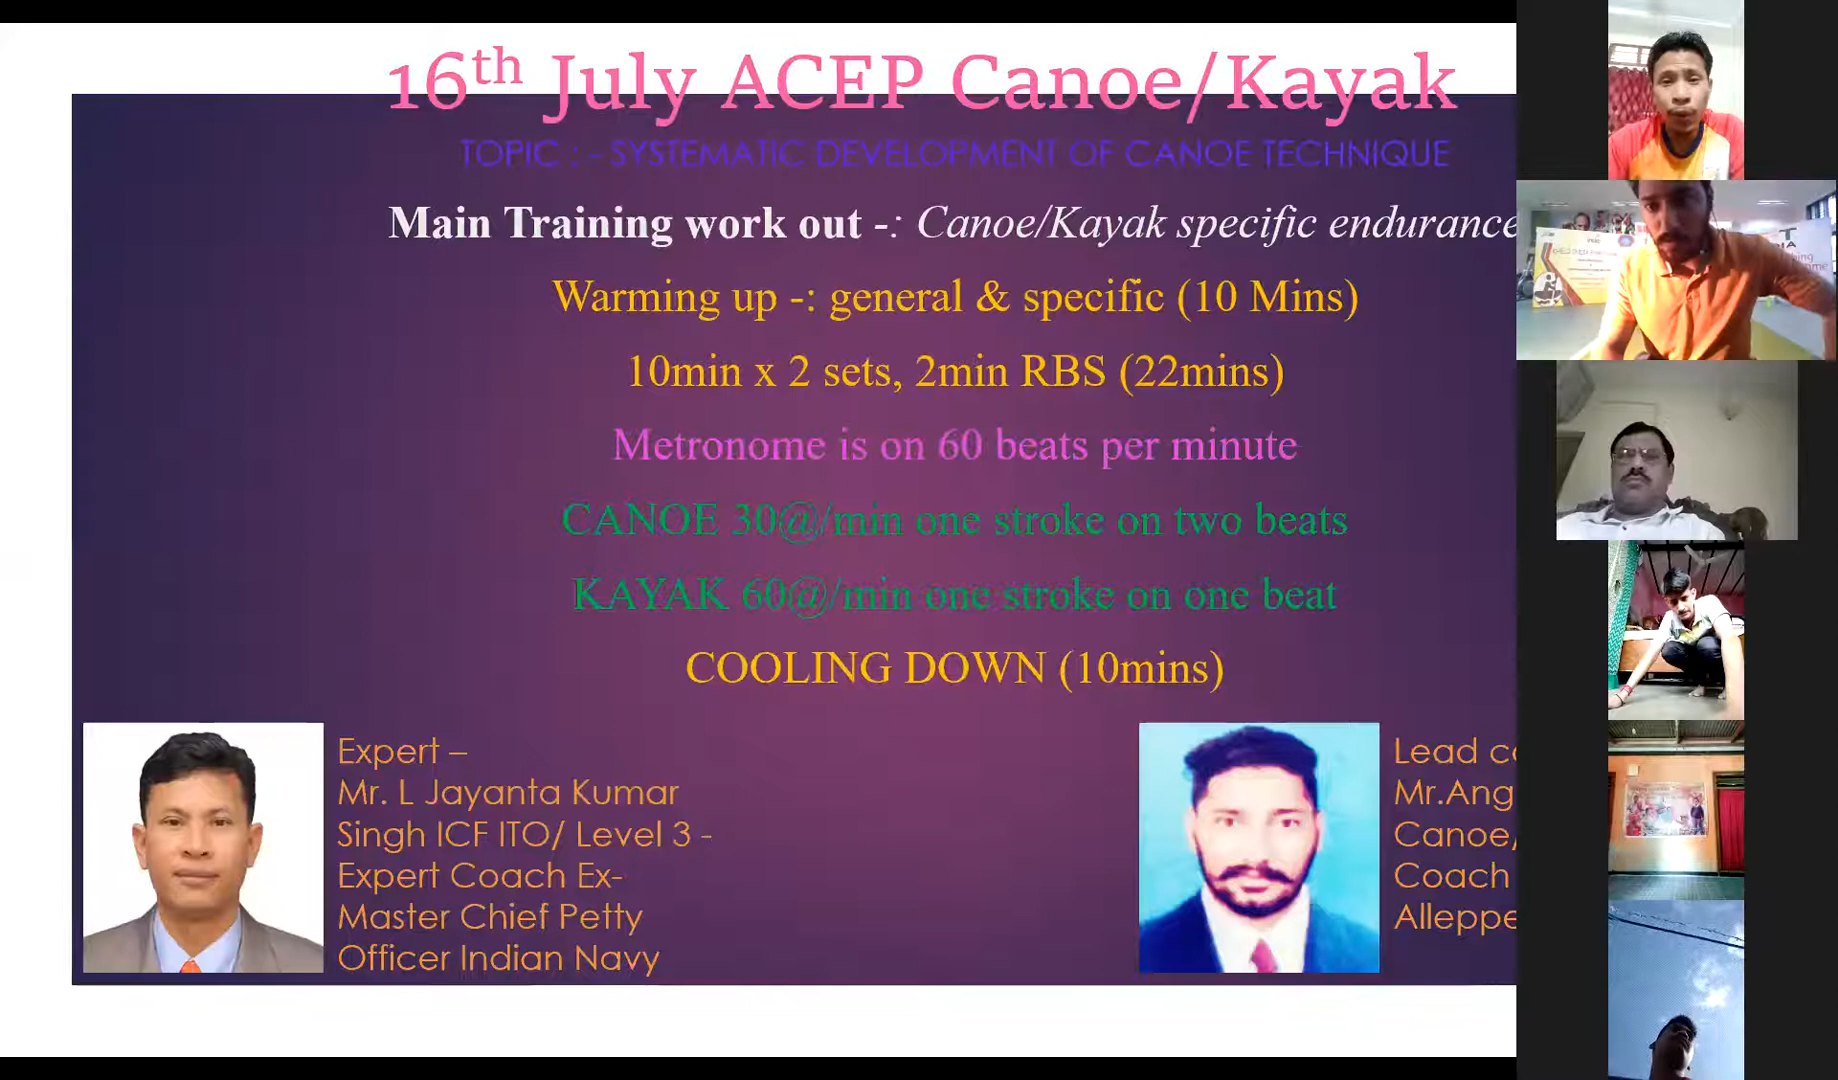 16th July ACEP Canoe/Kayak
TOPIC : - SYSTEMATIC DEVELOPMENT OF CANOE TECHNIQUE
Main Training work out -: Canoe/Kayak specific endurance
Warming up -: general & specific (10 Mins)
10min x 2 sets, 2min RBS (22mins)
Metronome is on 60 beats per minute
CANOE 30@/min one stroke on two beats
KAYAK 60@/min one stroke on one beat
COOLING DOWN (10mins)
Expert –
Mr. L Jayanta Kumar
Singh ICF ITO/ Level 3 -
Expert Coach Ex-
Master Chief Petty
Officer Indian Navy
Lead
Mr.Ang
Canoe/
Coach
Alleppe